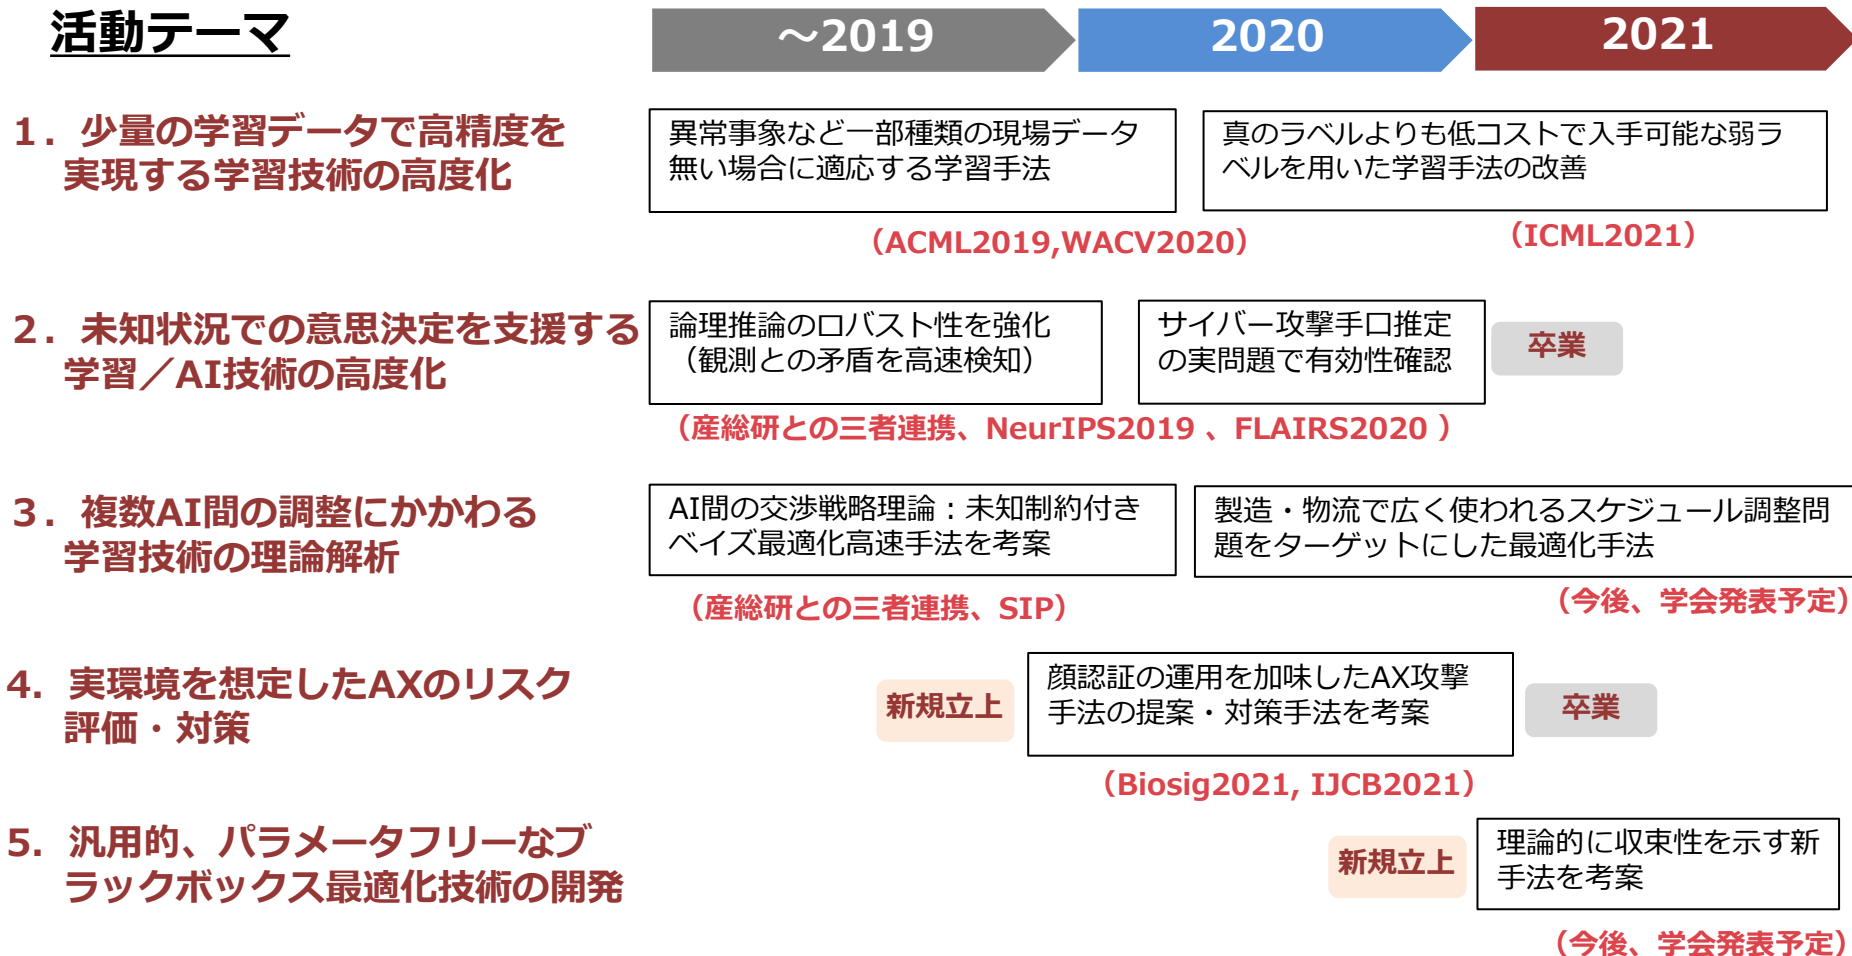 活動テーマ
～2019
2020
2021
1．少量の学習データで高精度を
実現する学習技術の高度化
異常事象など一部種類の現場データ
無い場合に適応する学習手法
真のラベルよりも低コストで入手可能な弱ラ
ベルを用いた学習手法の改善
（ACML2019,WACV2020）
（ICML2021）
2．未知状況での意思決定を支援する
学習／AI技術の高度化
論理推論のロバスト性を強化
（観測との矛盾を高速検知）
サイバー攻撃手口推定
の実問題で有効性確認
卒業
（産総研との三者連携、NeurIPS2019 、FLAIRS2020 ）
3．複数AI間の調整にかかわる
学習技術の理論解析
AI間の交渉戦略理論：未知制約付き
ベイズ最適化高速手法を考案
製造・物流で広く使われるスケジュール調整問
題をターゲットにした最適化手法
（産総研との三者連携、SIP）
（今後、学会発表予定）
4．実環境を想定したAXのリスク
評価・対策
新規立上
顔認証の運用を加味したAX攻撃
手法の提案・対策手法を考案
卒業
（Biosig2021, IJCB2021）
5．汎用的、パラメータフリーなブ
ラックボックス最適化技術の開発
新規立上
理論的に収束性を示す新
手法を考案
（今後、学会発表予定）